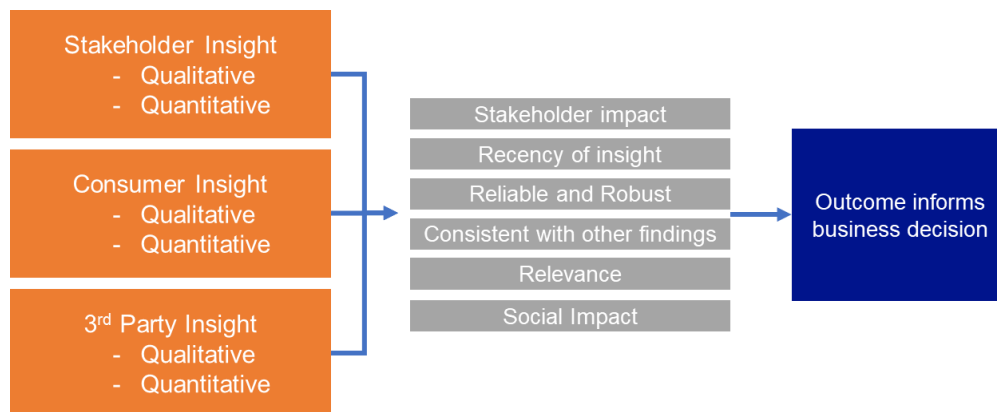 Stakeholder Insight
- Qualitative
- Quantitative
Consumer Insight
- Qualitative
- Quantitative
3rd Party Insight
- Qualitative
- Quantitative
Stakeholder impact
Recency of insight
Reliable and Robust
Consistent with other findings
Relevance
Social Impact
Outcome informs
business decision